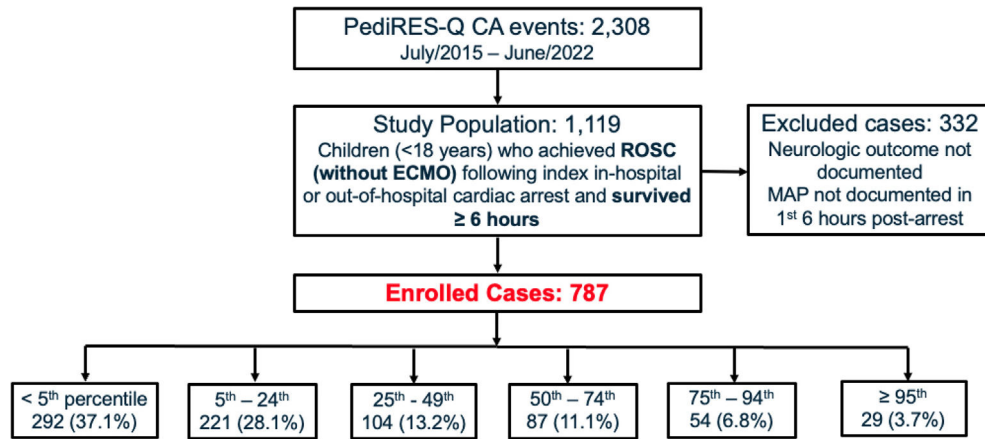 PediRES-Q CA events: 2,308
July/2015 – June/2022
Study Population: 1,119
Children (<18 years) who achieved ROSC
(without ECMO) following index in-hospital
or out-of-hospital cardiac arrest and survived
≥ 6 hours
Excluded cases: 332
Neurologic outcome not
documented
MAP not documented in
1st 6 hours post-arrest
Enrolled Cases: 787
< 5th percentile
292 (37.1%)
5th – 24th
221 (28.1%)
25th - 49th
104 (13.2%)
50th – 74th
87 (11.1%)
75th – 94th
54 (6.8%)
≥ 95th
29 (3.7%)